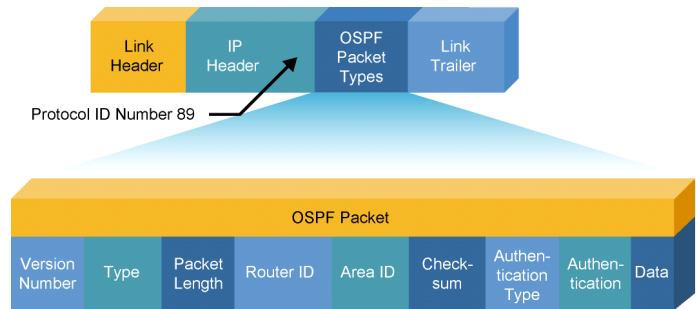 Link
Header
IP
Header
OSPF
Packet
Types
Link
Trailer
Protocol ID Number 89
OSPF Packet
Version
Number
Type
Packet
Length
Router ID
Area ID
Check-
sum
Authen-
tication
Type
Authen-
tication
Data